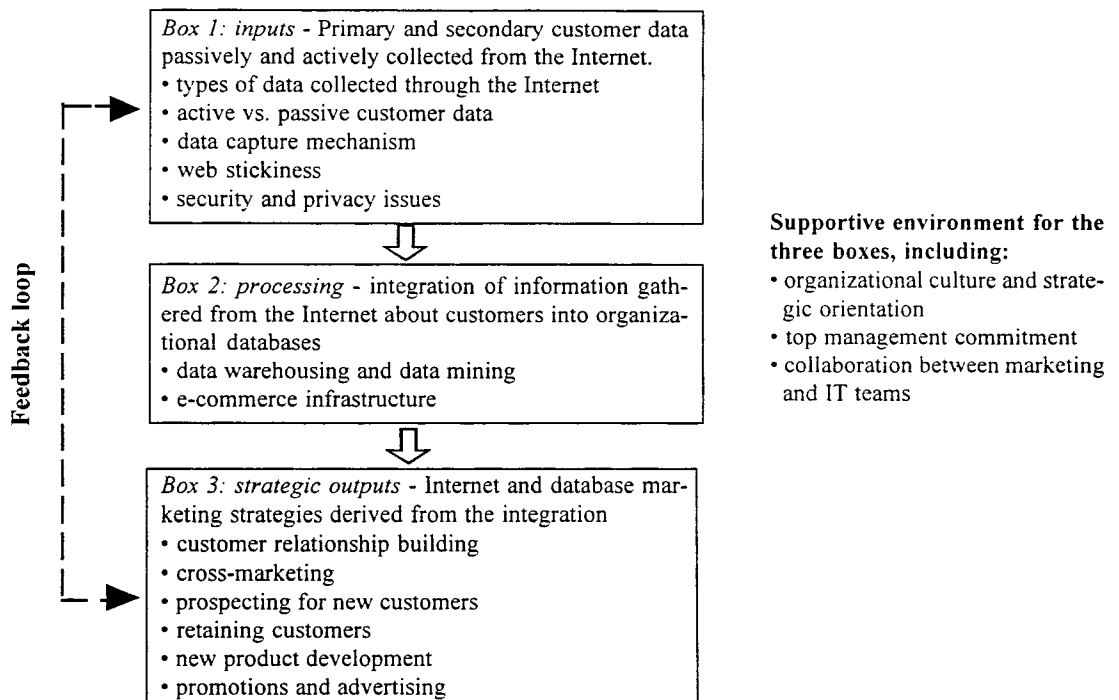 Box 1: inputs - Primary and secondary customer data
passively and actively collected from the Internet.
• types of data collected through the Internet
• active vs. passive customer data
• data capture mechanism
• web stickiness
• security and privacy issues
Feedback loop
Box 2: processing - integration of information gath-
ered from the Internet about customers into organiza-
tional databases
• data warehousing and data mining
• e-commerce infrastructure
Box 3: strategic outputs - Internet and database mar-
keting strategies derived from the integration
• customer relationship building
• cross-marketing
• prospecting for new customers
• retaining customers
• new product development
• promotions and advertising
Supportive environment for the
three boxes, including:
• organizational culture and strate-
gic orientation
• top management commitment
• collaboration between marketing
and IT teams